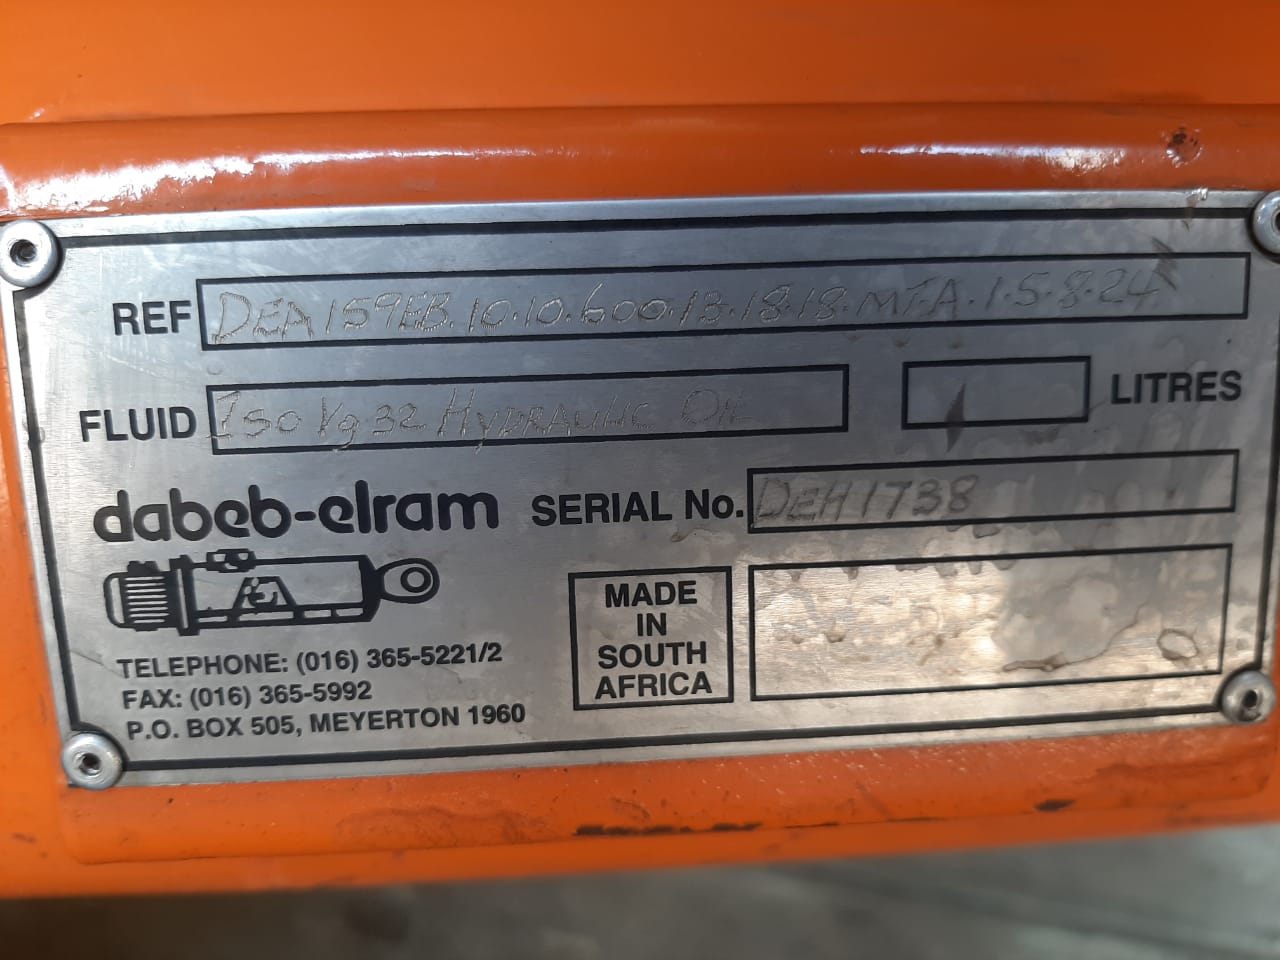 REF DEA159EB.10.10.600.13.18.18.MT.A.1.5.8.24
FLUID Iso Vg 32 HYDRAULIC OIL LITRES
dabeb-elram SERIAL No. DEH1738
MADE
IN
SOUTH
AFRICA
TELEPHONE: (016) 365-5221/2
FAX: (016) 365-5992
P.O. BOX 505, MEYERTON 1960